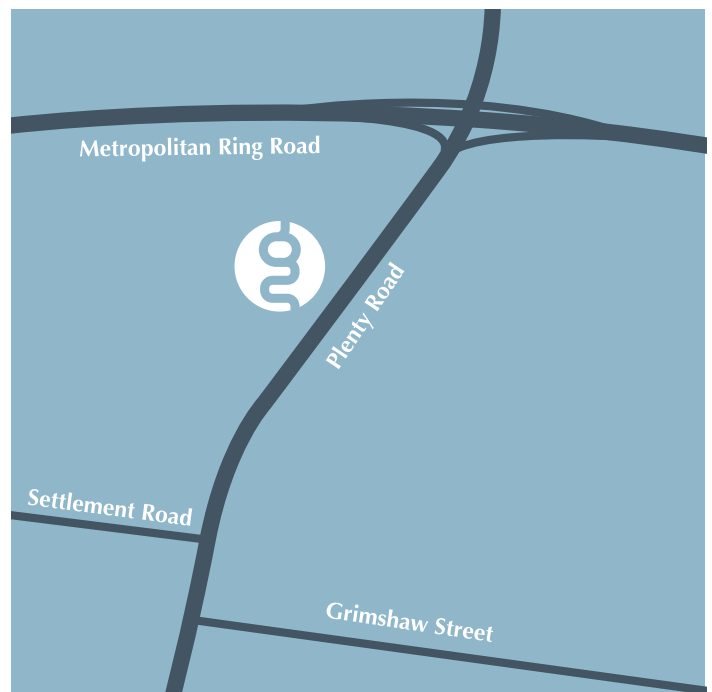 Metropolitan Ring Road
Plenty Road
Settlement Road
Grimshaw Street